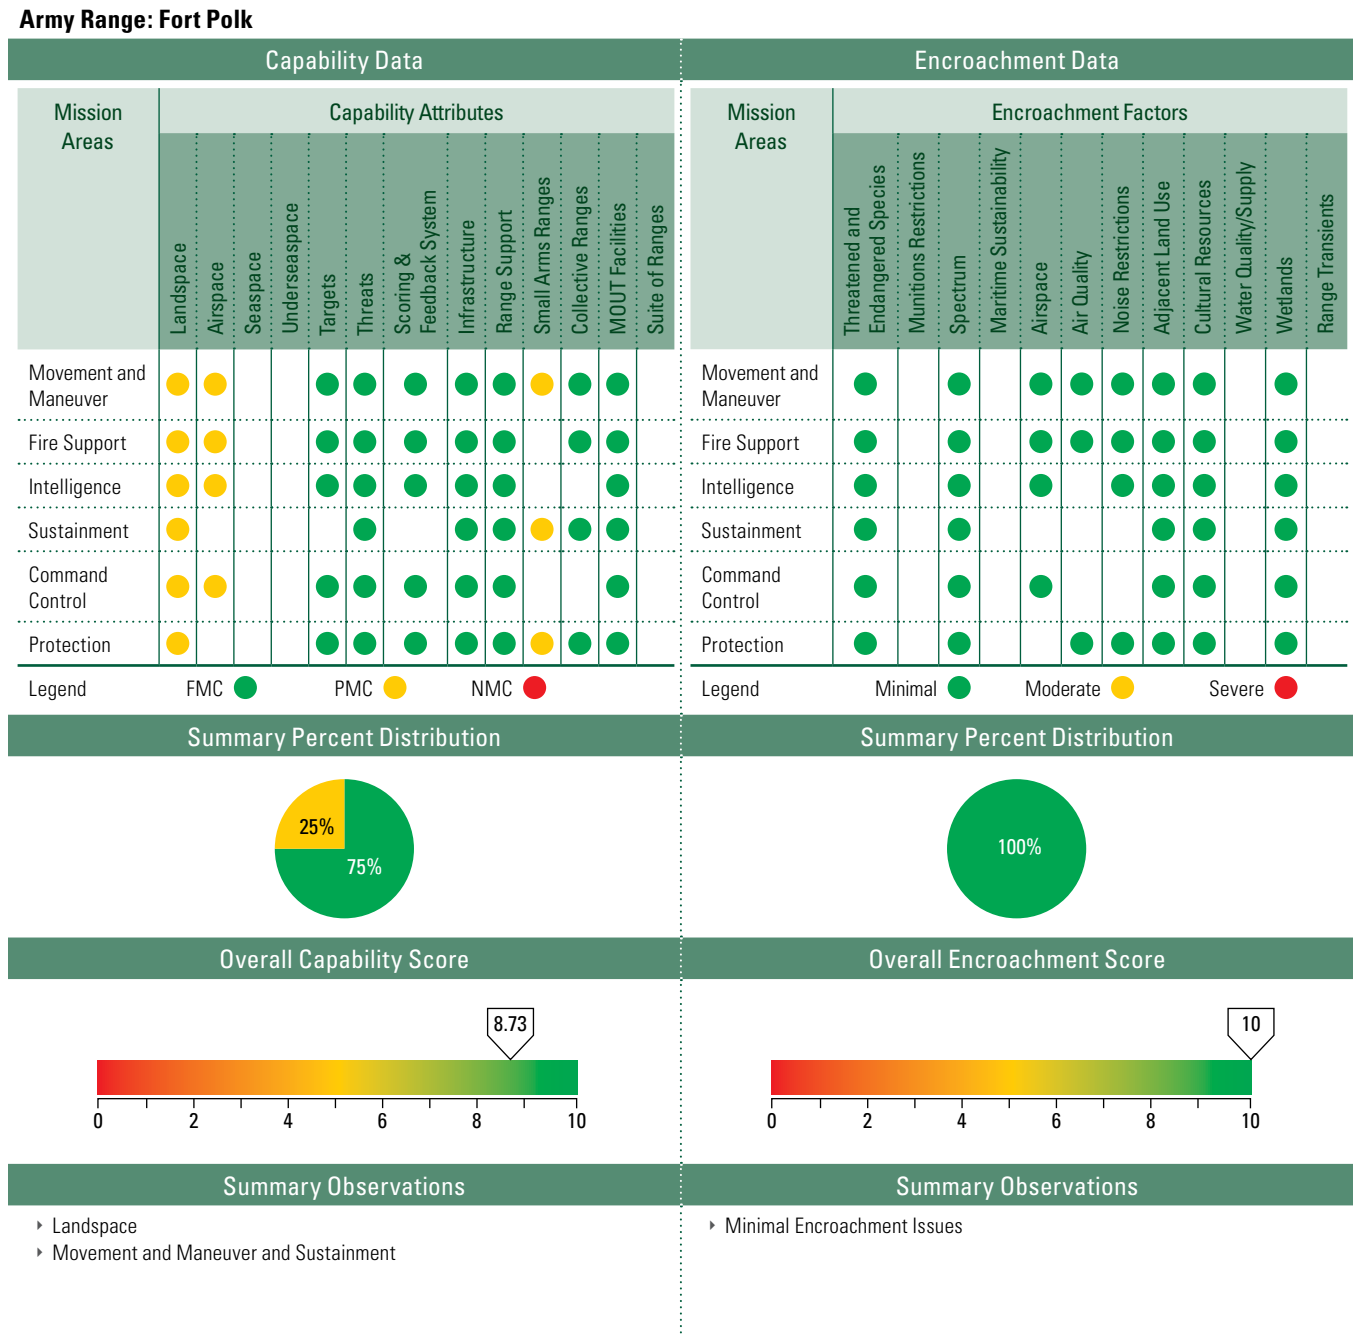 Army Range: Fort Polk
Capability Data
Mission
Areas
Capability Attributes
Landspace
Airspace
Seaspace
Underseaspace
Targets
Threats
Scoring &
Feedback System
Infrastructure
Range Support
Small Arms Ranges
Collective Ranges
MOUT Facilities
Suite of Ranges
Movement and
Maneuver
Fire Support
Intelligence
Sustainment
Command
Control
Protection
Legend FMC PMC NMC
Summary Percent Distribution
25%
75%
Overall Capability Score
8.73
0 2 4 6 8 10
Summary Observations
Landspace
Movement and Maneuver and Sustainment
Encroachment Data
Mission
Areas
Encroachment Factors
Threatened and
Endangered Species
Munitions Restrictions
Spectrum
Maritime Sustainability
Airspace
Air Quality
Noise Restrictions
Adjacent Land Use
Cultural Resources
Water Quality/Supply
Wetlands
Range Transients
Movement and
Maneuver
Fire Support
Intelligence
Sustainment
Command
Control
Protection
Legend Minimal Moderate Severe
Summary Percent Distribution
100%
Overall Encroachment Score
10
0 2 4 6 8 10
Summary Observations
Minimal Encroachment Issues